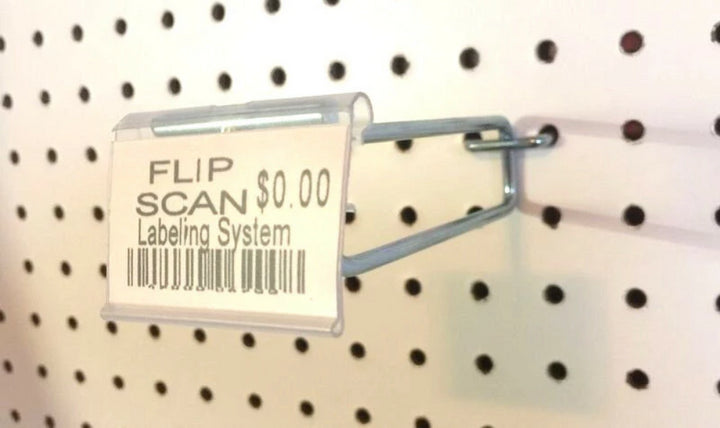 FLIP
SCAN $0.00
Labeling System